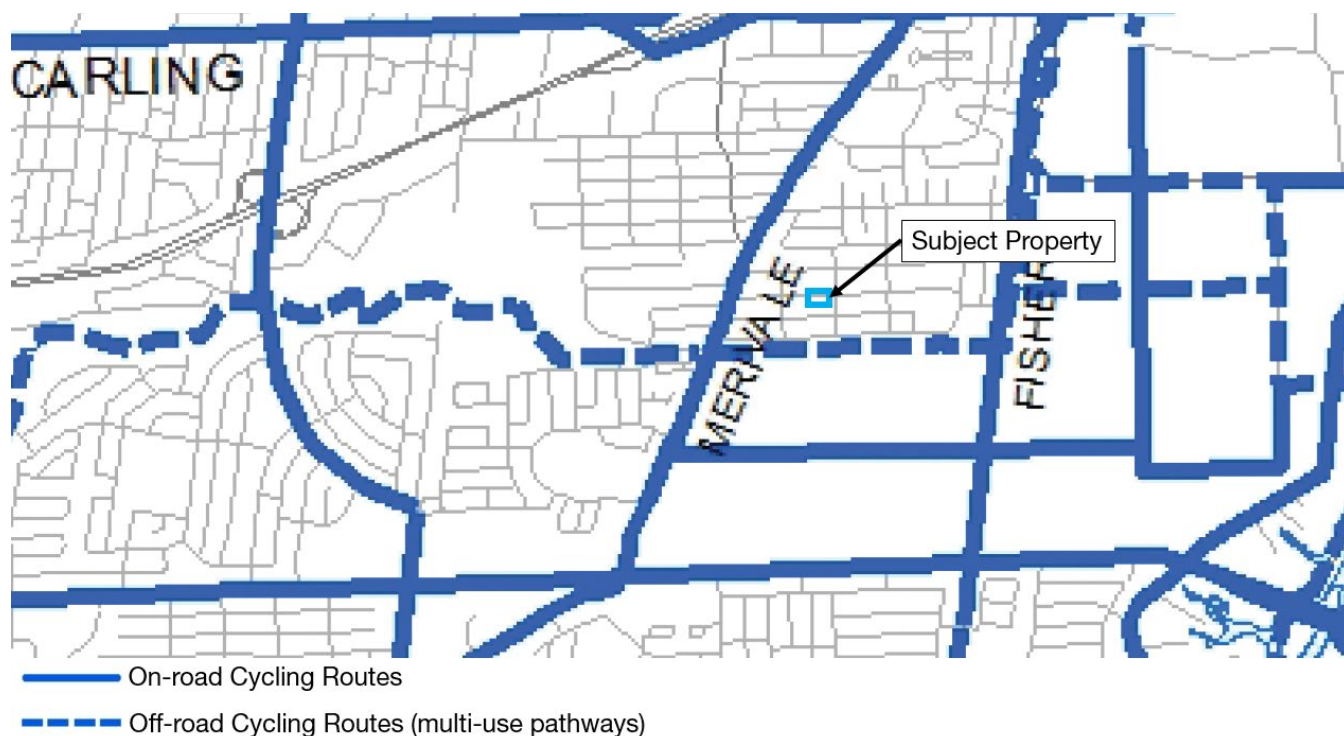 CARLING
Subject Property
MERIVALE
FISHER
On-road Cycling Routes
Off-road Cycling Routes (multi-use pathways)